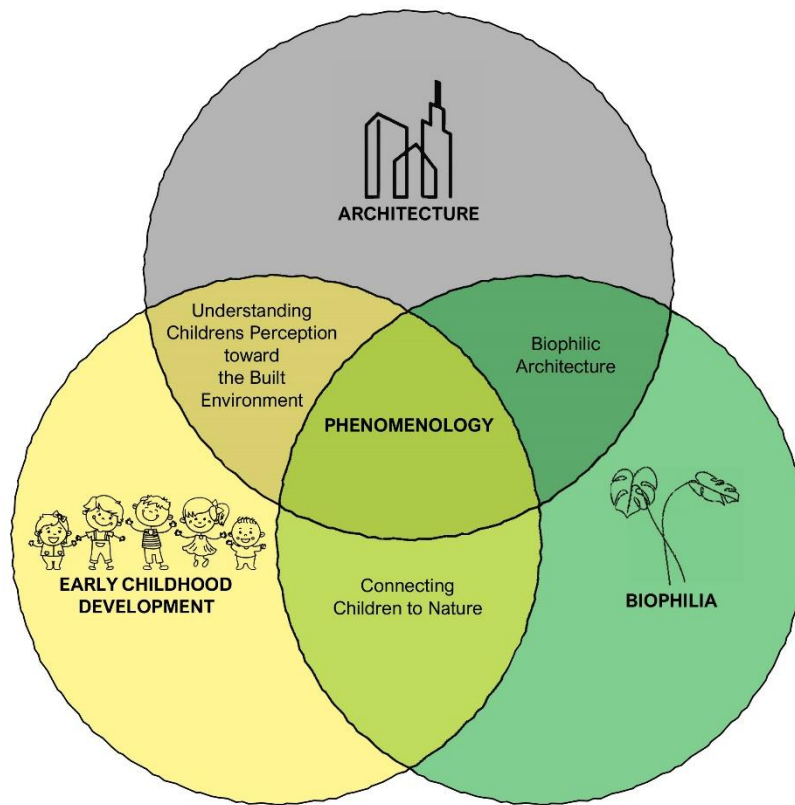 ARCHITECTURE
Understanding
Childrens Perception
toward
the Built
Environment
Biophilic
Architecture
PHENOMENOLOGY
EARLY CHILDHOOD
DEVELOPMENT
Connecting
Children to Nature
BIOPHILIA